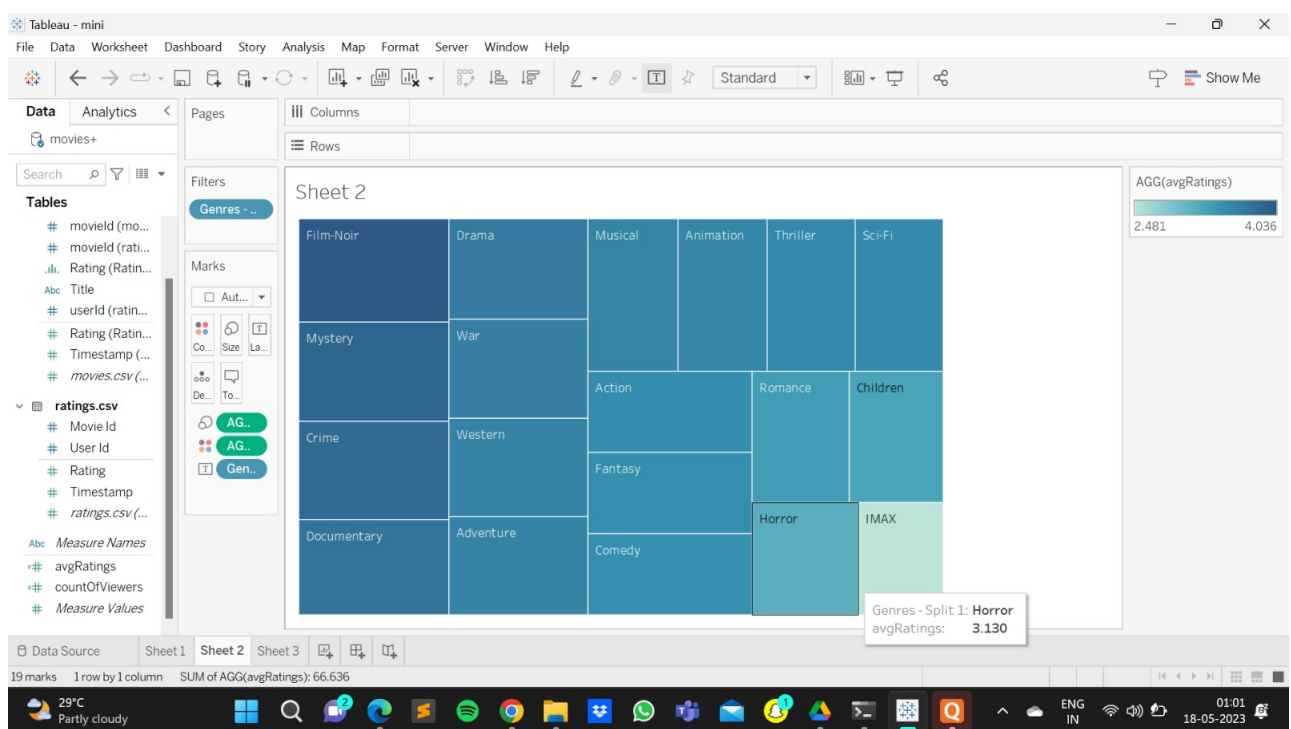 Tableau - mini
File Data Worksheet Dashboard Story Analysis Map Format Server Window Help
Standard
Show Me
Data Analytics
Pages
iii Columns
movies+
Rows
Search
Filters
Genres - ..
Sheet 2
AGG(avgRatings)
2.481 4.036
Tables
# movieId (mo...
# movieId (rati...
Rating (Ratin...
Abc Title
# userId (ratin...
# Rating (Ratin...
# Timestamp (...
# movies.csv (...
ratings.csv
# Movie Id
# User Id
# Rating
# Timestamp
# ratings.csv (...
Abc Measure Names
=# avgRatings
=# countOfViewers
# Measure Values
Marks
Aut...
Co... Size La...
De... To...
AG..
AG..
Gen..
Film-Noir
Drama
Musical
Animation
Thriller
Sci-Fi
Mystery
War
Action
Romance
Children
Crime
Western
Fantasy
Horror
IMAX
Documentary
Adventure
Comedy
Genres - Split 1: Horror
avgRatings: 3.130
Data Source Sheet 1 Sheet 2 Sheet 3
19 marks 1 row by 1 column SUM of AGG(avgRatings): 66.636
29°C
Partly cloudy
2
1
ENG
IN
01:01
18-05-2023